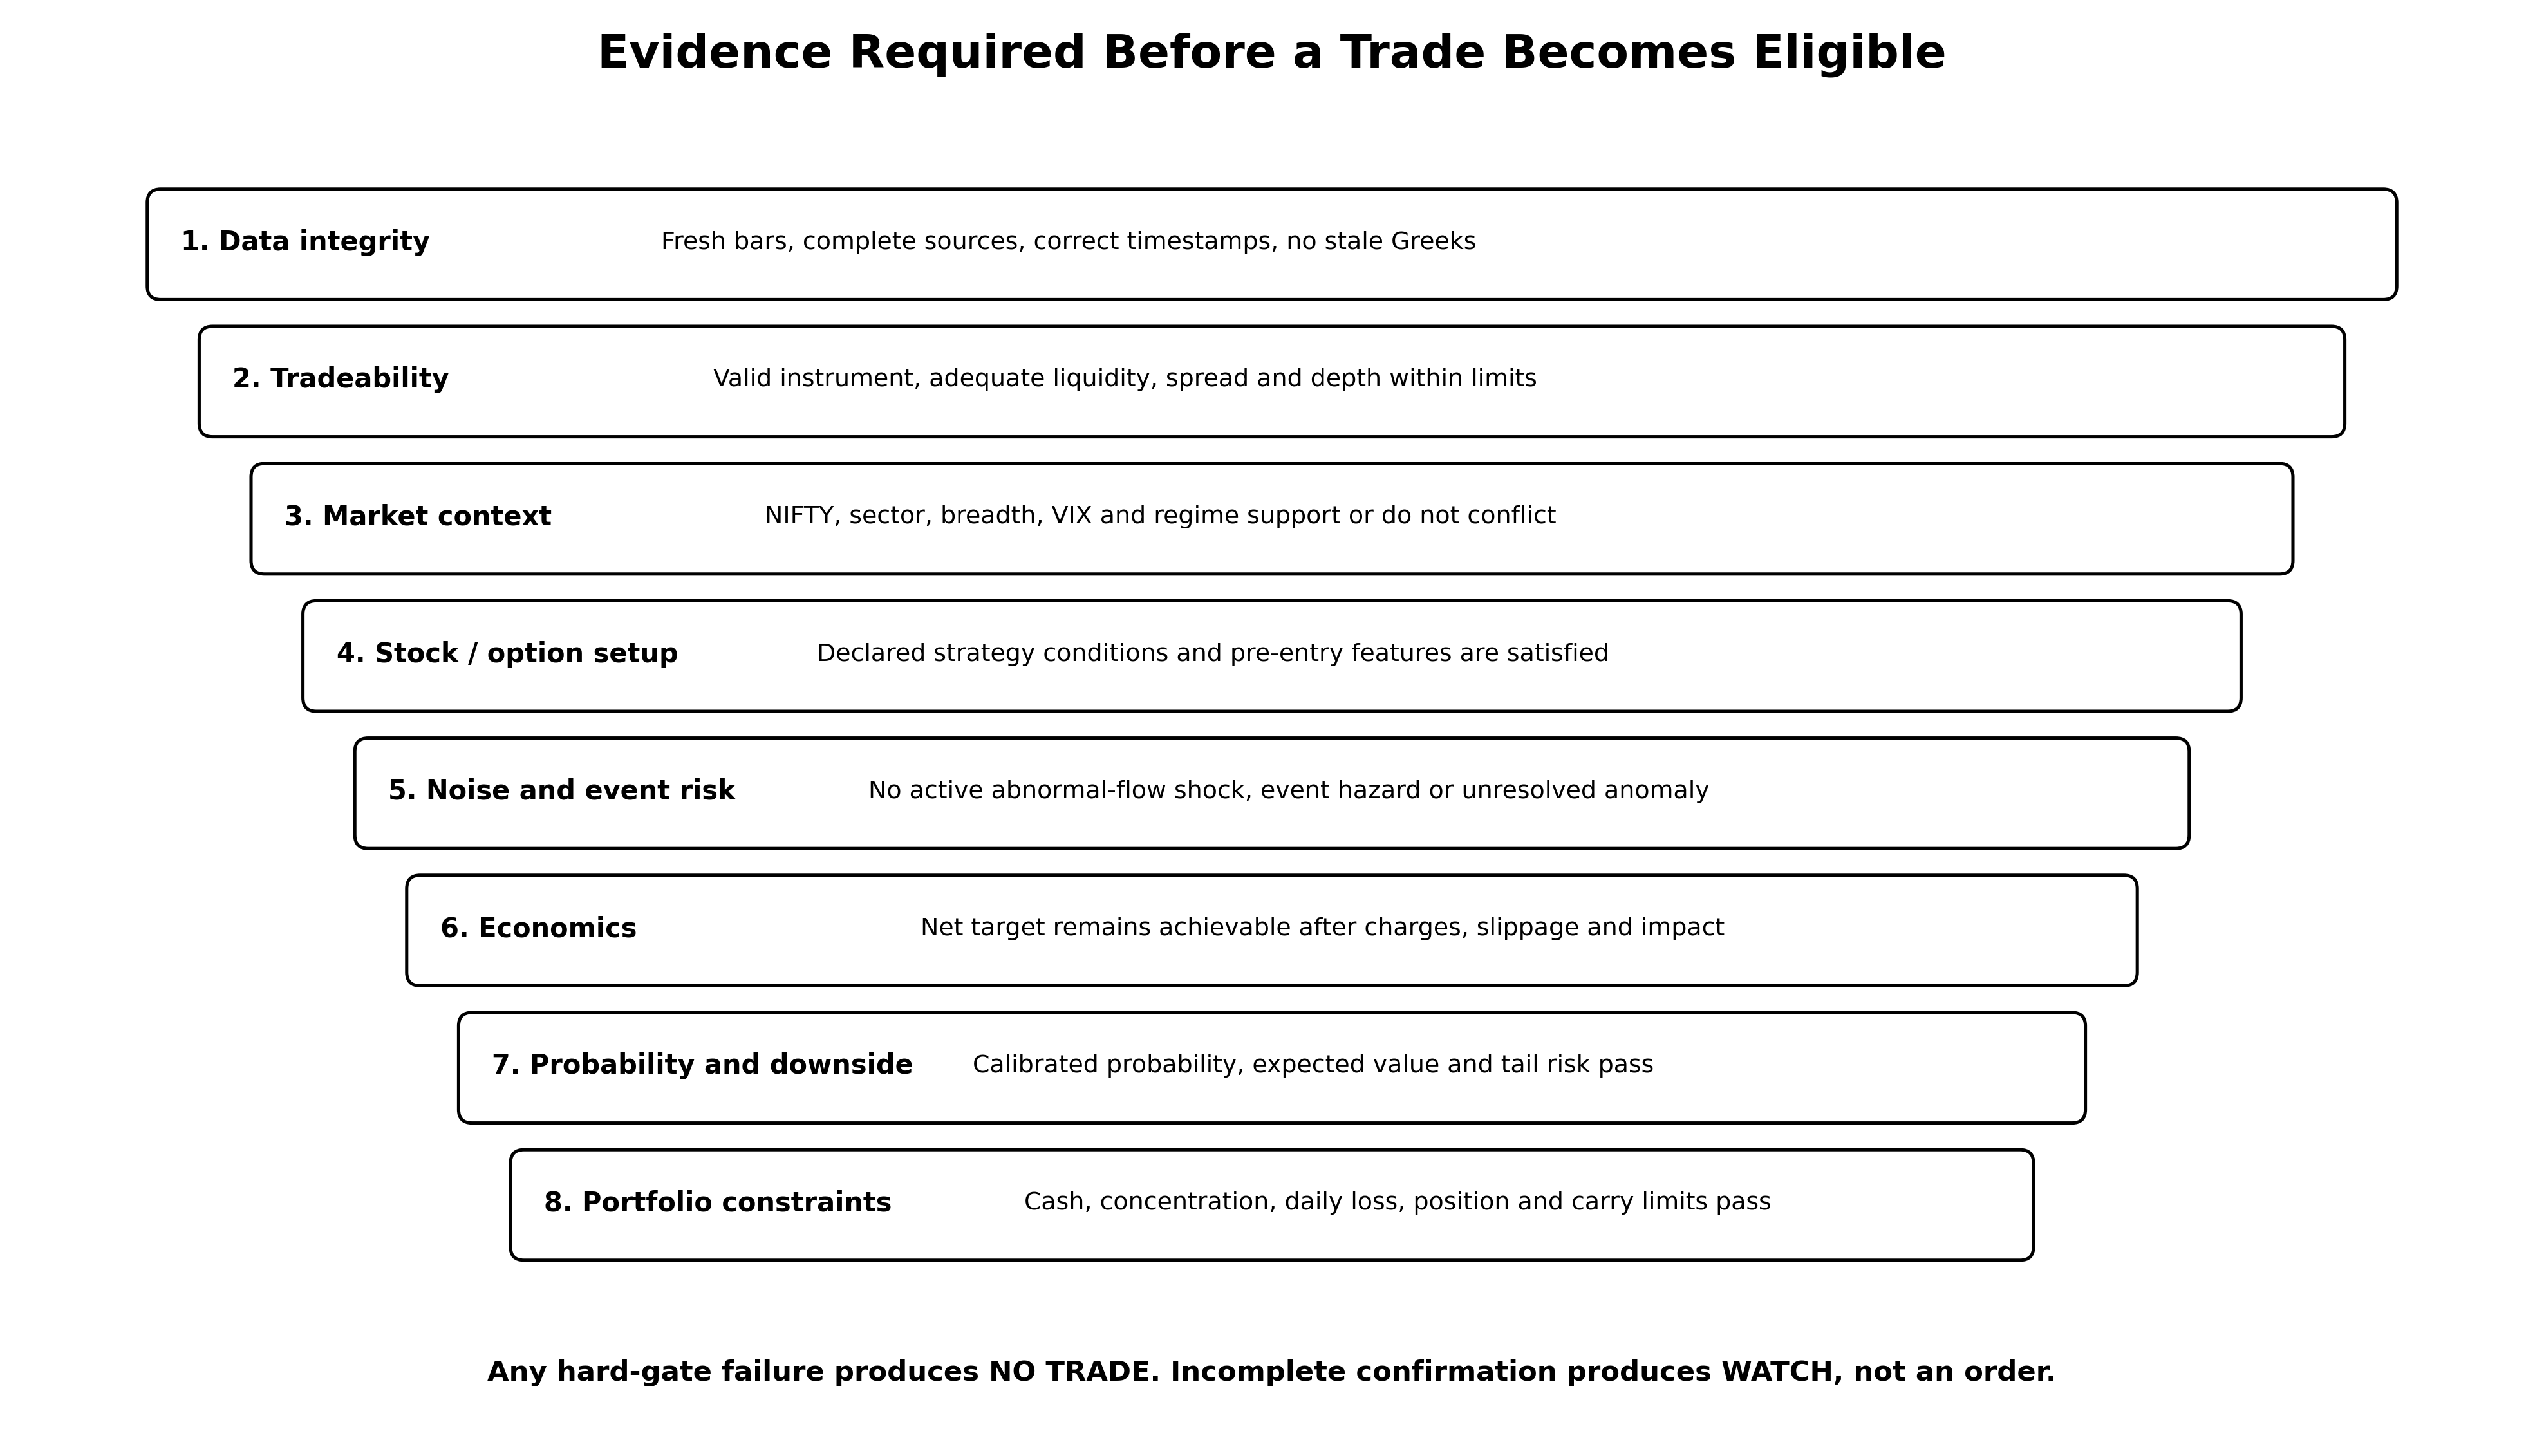 Evidence Required Before a Trade Becomes Eligible
1. Data integrity Fresh bars, complete sources, correct timestamps, no stale Greeks
2. Tradeability Valid instrument, adequate liquidity, spread and depth within limits
3. Market context NIFTY, sector, breadth, VIX and regime support or do not conflict
4. Stock / option setup Declared strategy conditions and pre-entry features are satisfied
5. Noise and event risk No active abnormal-flow shock, event hazard or unresolved anomaly
6. Economics Net target remains achievable after charges, slippage and impact
7. Probability and downside Calibrated probability, expected value and tail risk pass
8. Portfolio constraints Cash, concentration, daily loss, position and carry limits pass
Any hard-gate failure produces NO TRADE. Incomplete confirmation produces WATCH, not an order.